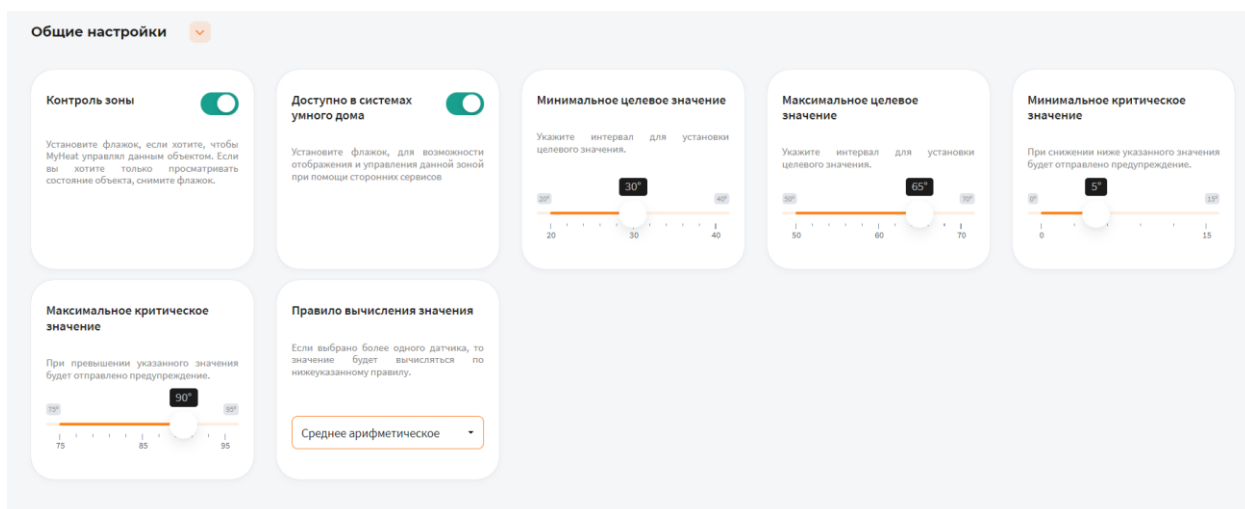 Общие настройки
Контроль зоны
Установите флажок, если хотите, чтобы
MyHeat управлял данным объектом. Если
вы хотите только просматривать
состояние объекта, снимите флажок.
Доступно в системах
умного дома
Установите флажок, для возможности
отображения и управления данной зоной
при помощи сторонних сервисов
Минимальное целевое значение
Укажите интервал для установки
целевого значения.
30°
20° 40°
20 30 40
Максимальное целевое
значение
Укажите интервал для установки
целевого значения.
65°
50° 70°
50 60 70
Минимальное критическое
значение
При снижении ниже указанного значения
будет отправлено предупреждение.
5°
0° 15°
0 15
Максимальное критическое
значение
При превышении указанного значения
будет отправлено предупреждение.
90°
75° 95°
75 85 95
Правило вычисления значения
Если выбрано более одного датчика, то
значение будет вычисляться по
нижеуказанному правилу.
Среднее арифметическое